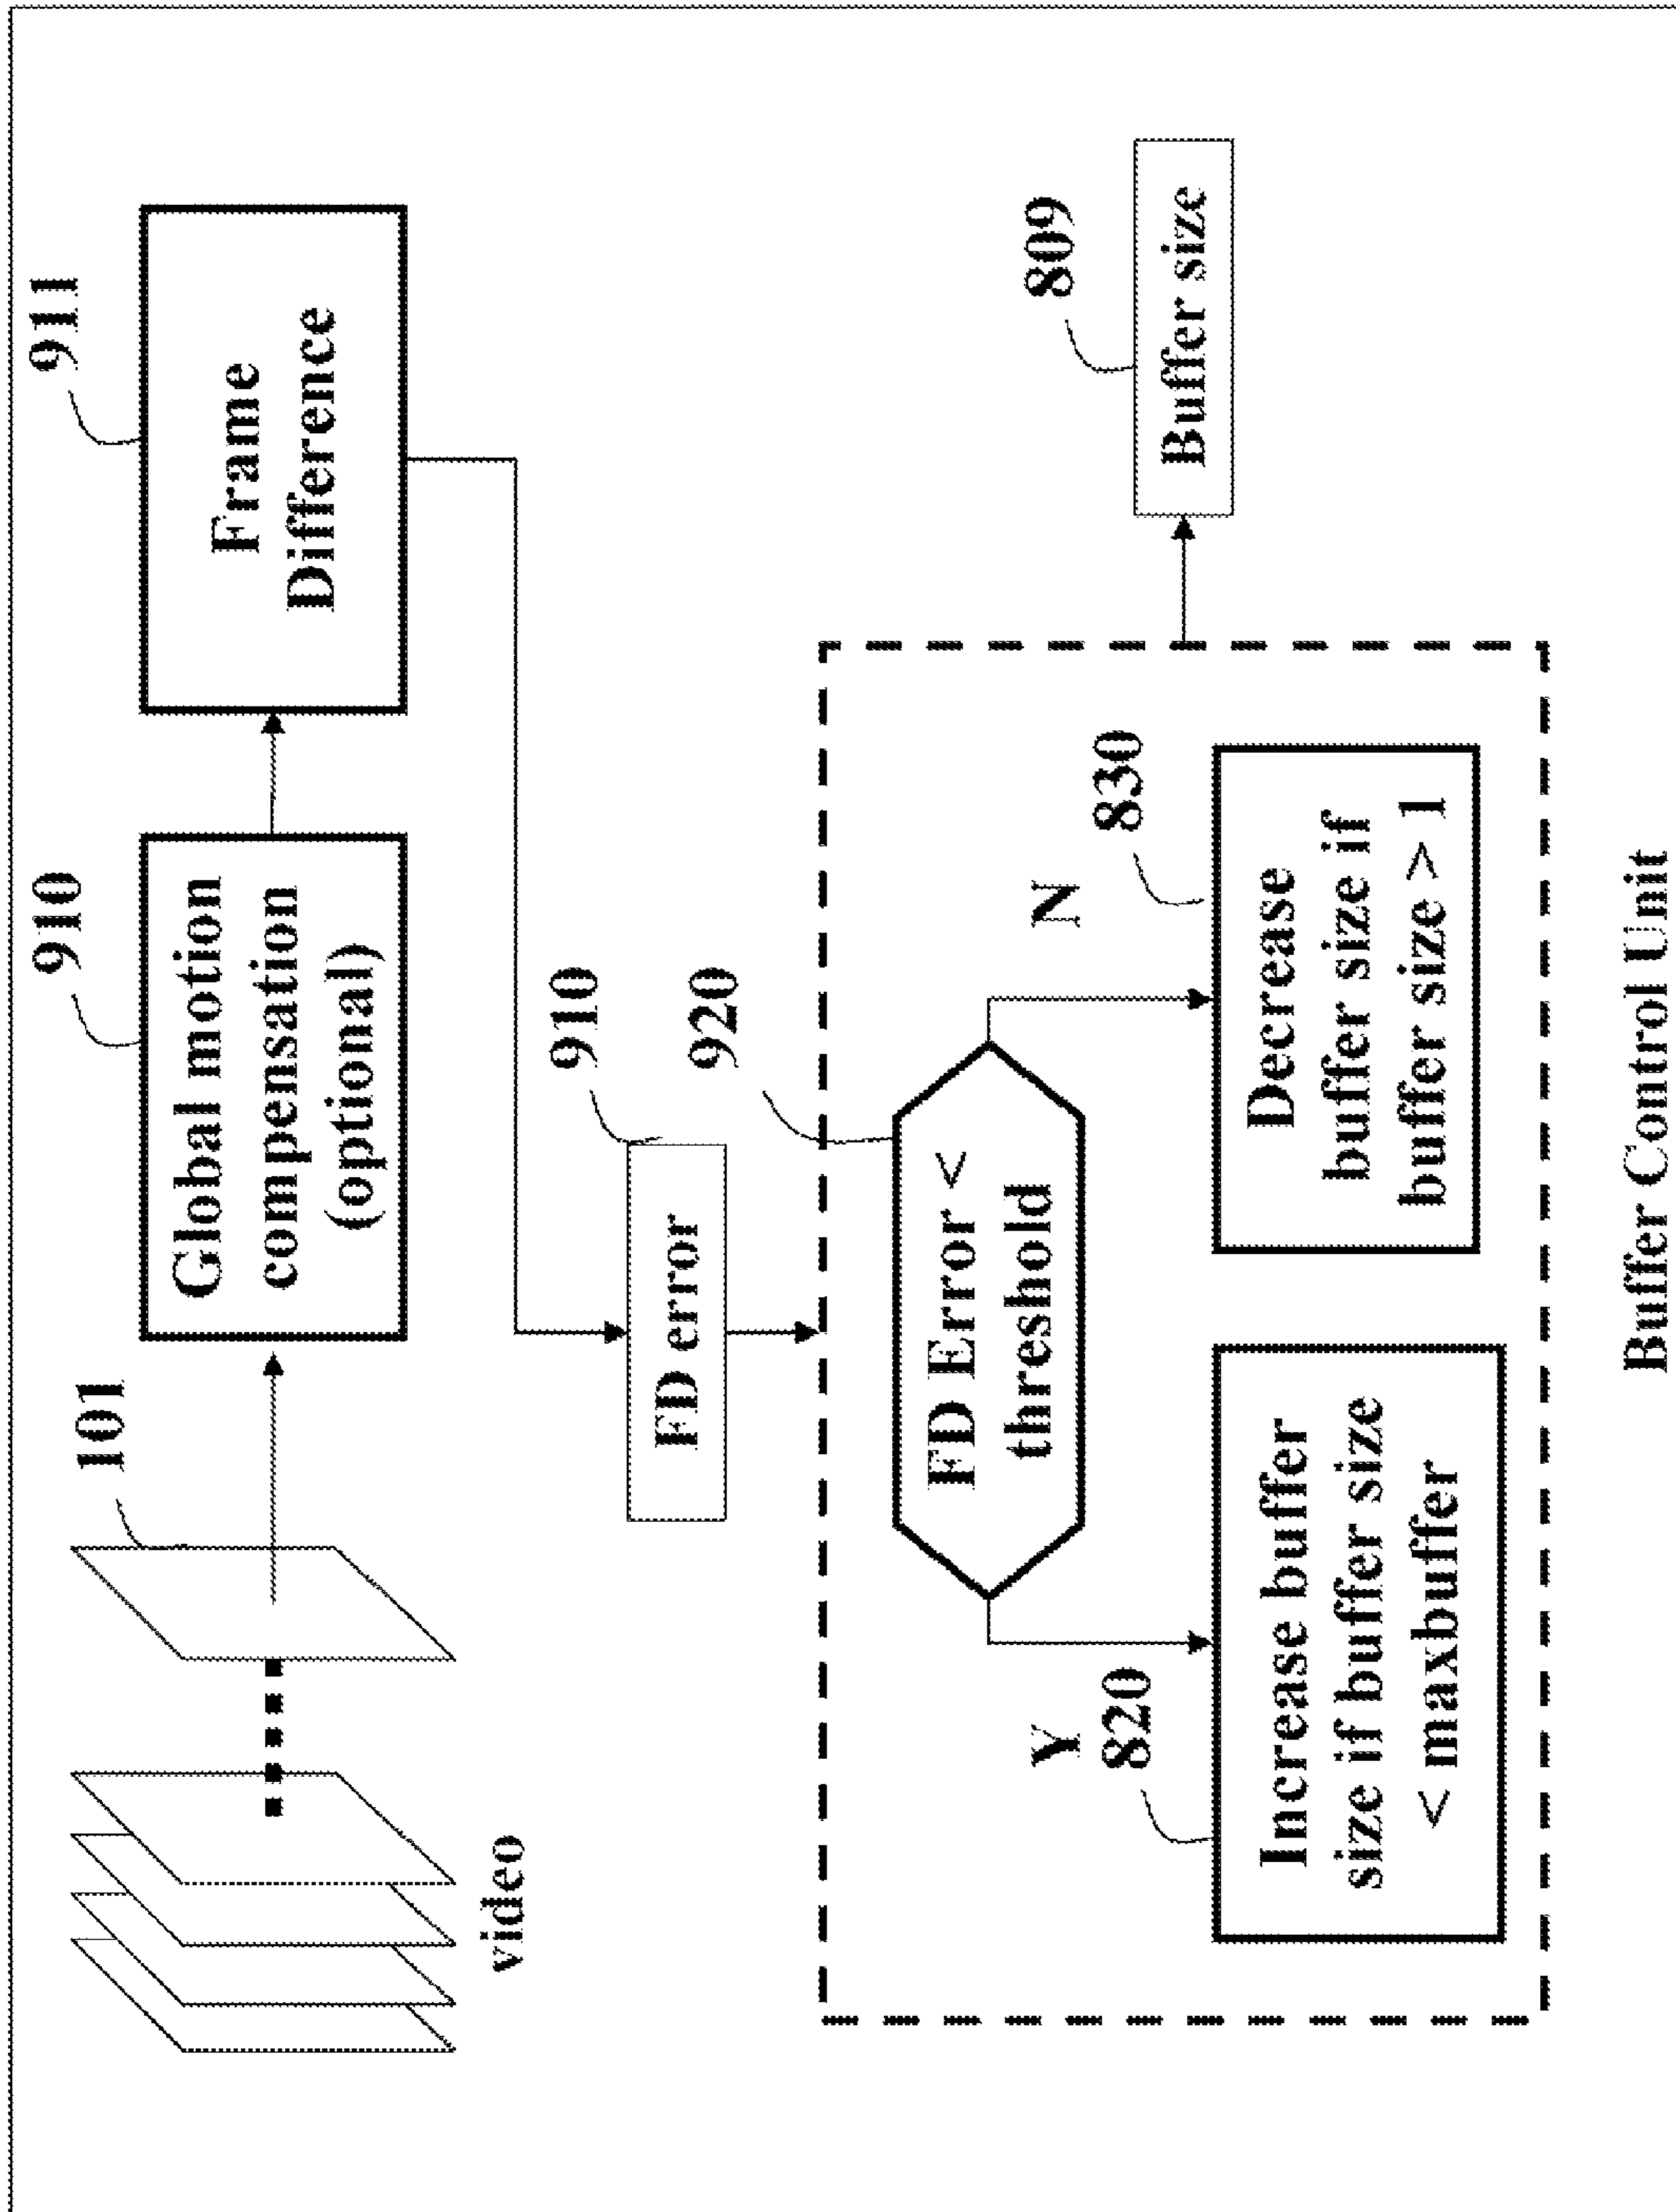 101
910
911
Global motion
compensation
(optional)
Frame
Difference
video
910
FD error
920
FD Error <
threshold
809
Buffer size
Y
N
820
830
Increase buffer
size if buffer size
< maxbuffer
Decrease
buffer size if
buffer size > 1
Buffer Control Unit